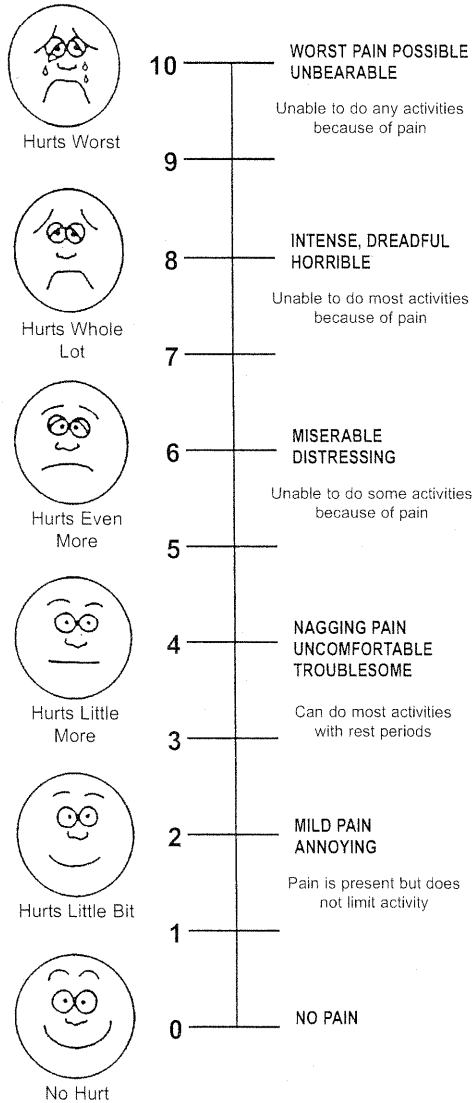 10
WORST PAIN POSSIBLE
UNBEARABLE
Unable to do any activities
because of pain
Hurts Worst
9
8
INTENSE, DREADFUL
HORRIBLE
Unable to do most activities
because of pain
Hurts Whole
Lot
7
6
MISERABLE
DISTRESSING
Unable to do some activities
because of pain
Hurts Even
More
5
4
NAGGING PAIN
UNCOMFORTABLE
TROUBLESOME
Can do most activities
with rest periods
Hurts Little
More
3
2
MILD PAIN
ANNOYING
Pain is present but does
not limit activity
Hurts Little Bit
1
0
NO PAIN
No Hurt